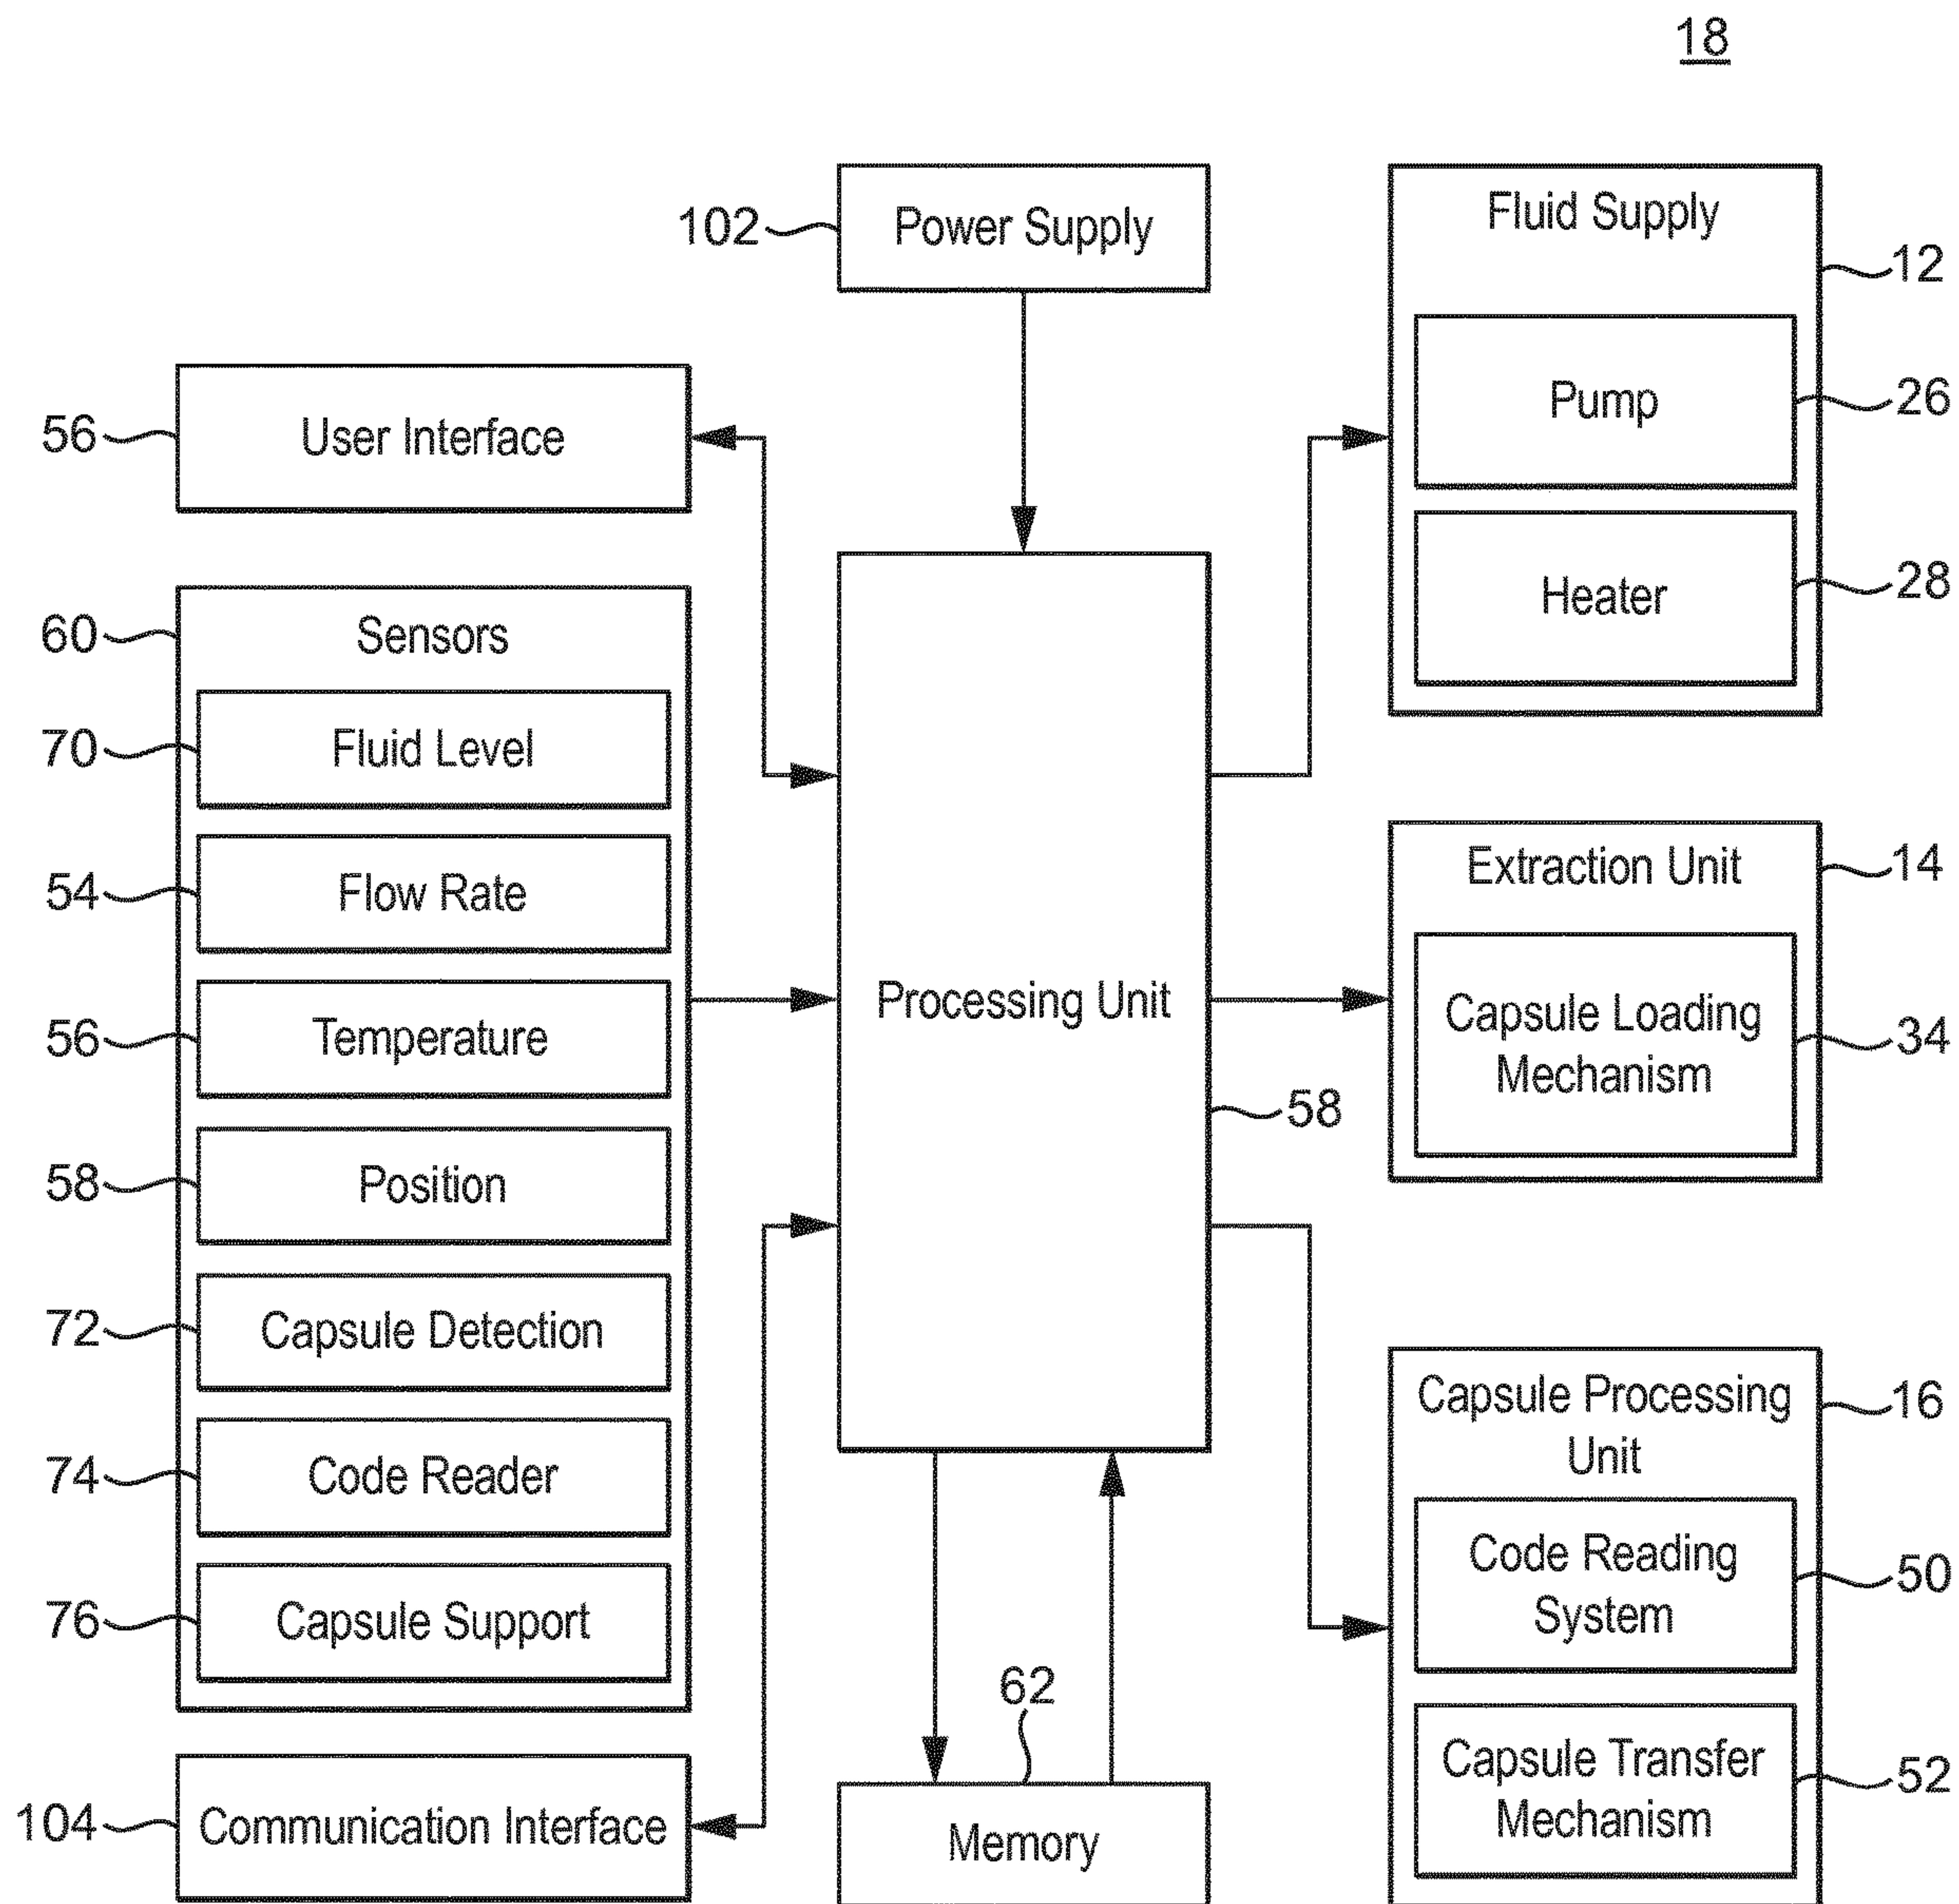 18
102
Power Supply
Fluid Supply
12
Pump
26
Heater
28
56
User Interface
60
Sensors
70
Fluid Level
54
Flow Rate
56
Temperature
58
Position
72
Capsule Detection
74
Code Reader
76
Capsule Support
104
Communication Interface
Processing Unit
58
62
Memory
Extraction Unit
14
Capsule Loading
Mechanism
34
Capsule Processing
Unit
16
Code Reading
System
50
Capsule Transfer
Mechanism
52